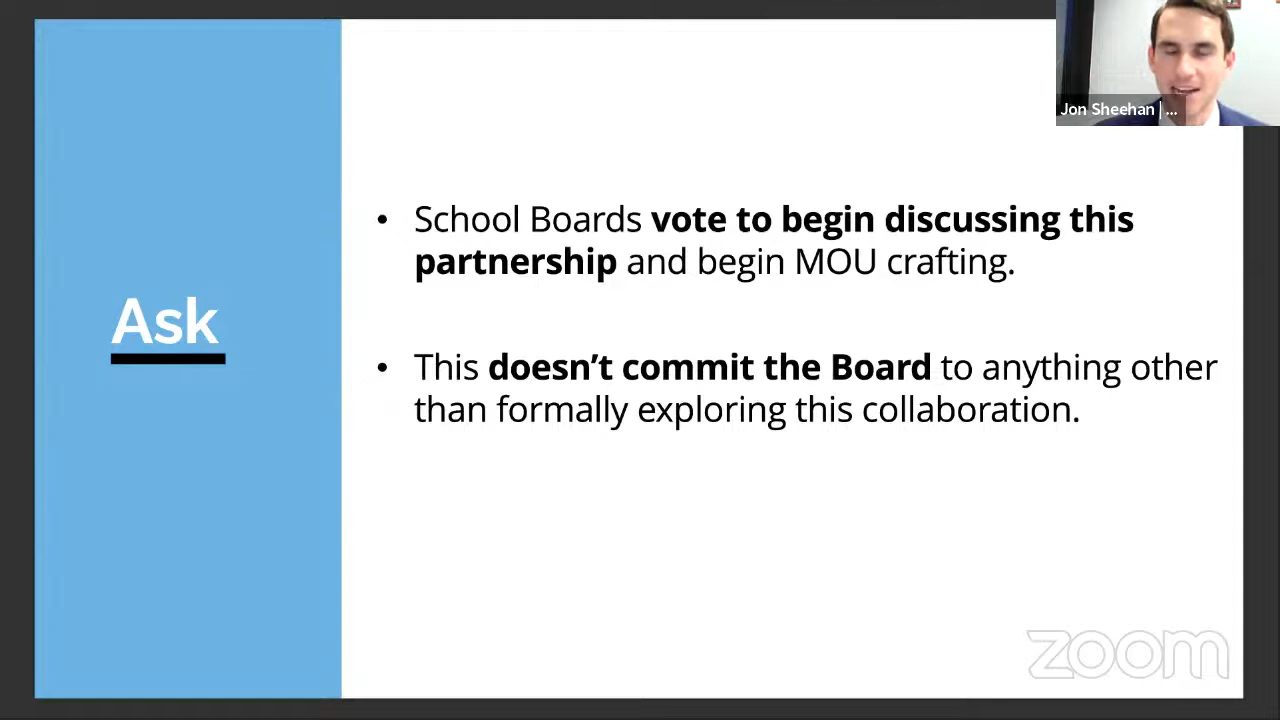 Jon Sheehan | ...
School Boards vote to begin discussing this
partnership and begin MOU crafting.
Ask
This doesn’t commit the Board to anything other
than formally exploring this collaboration.
zoom